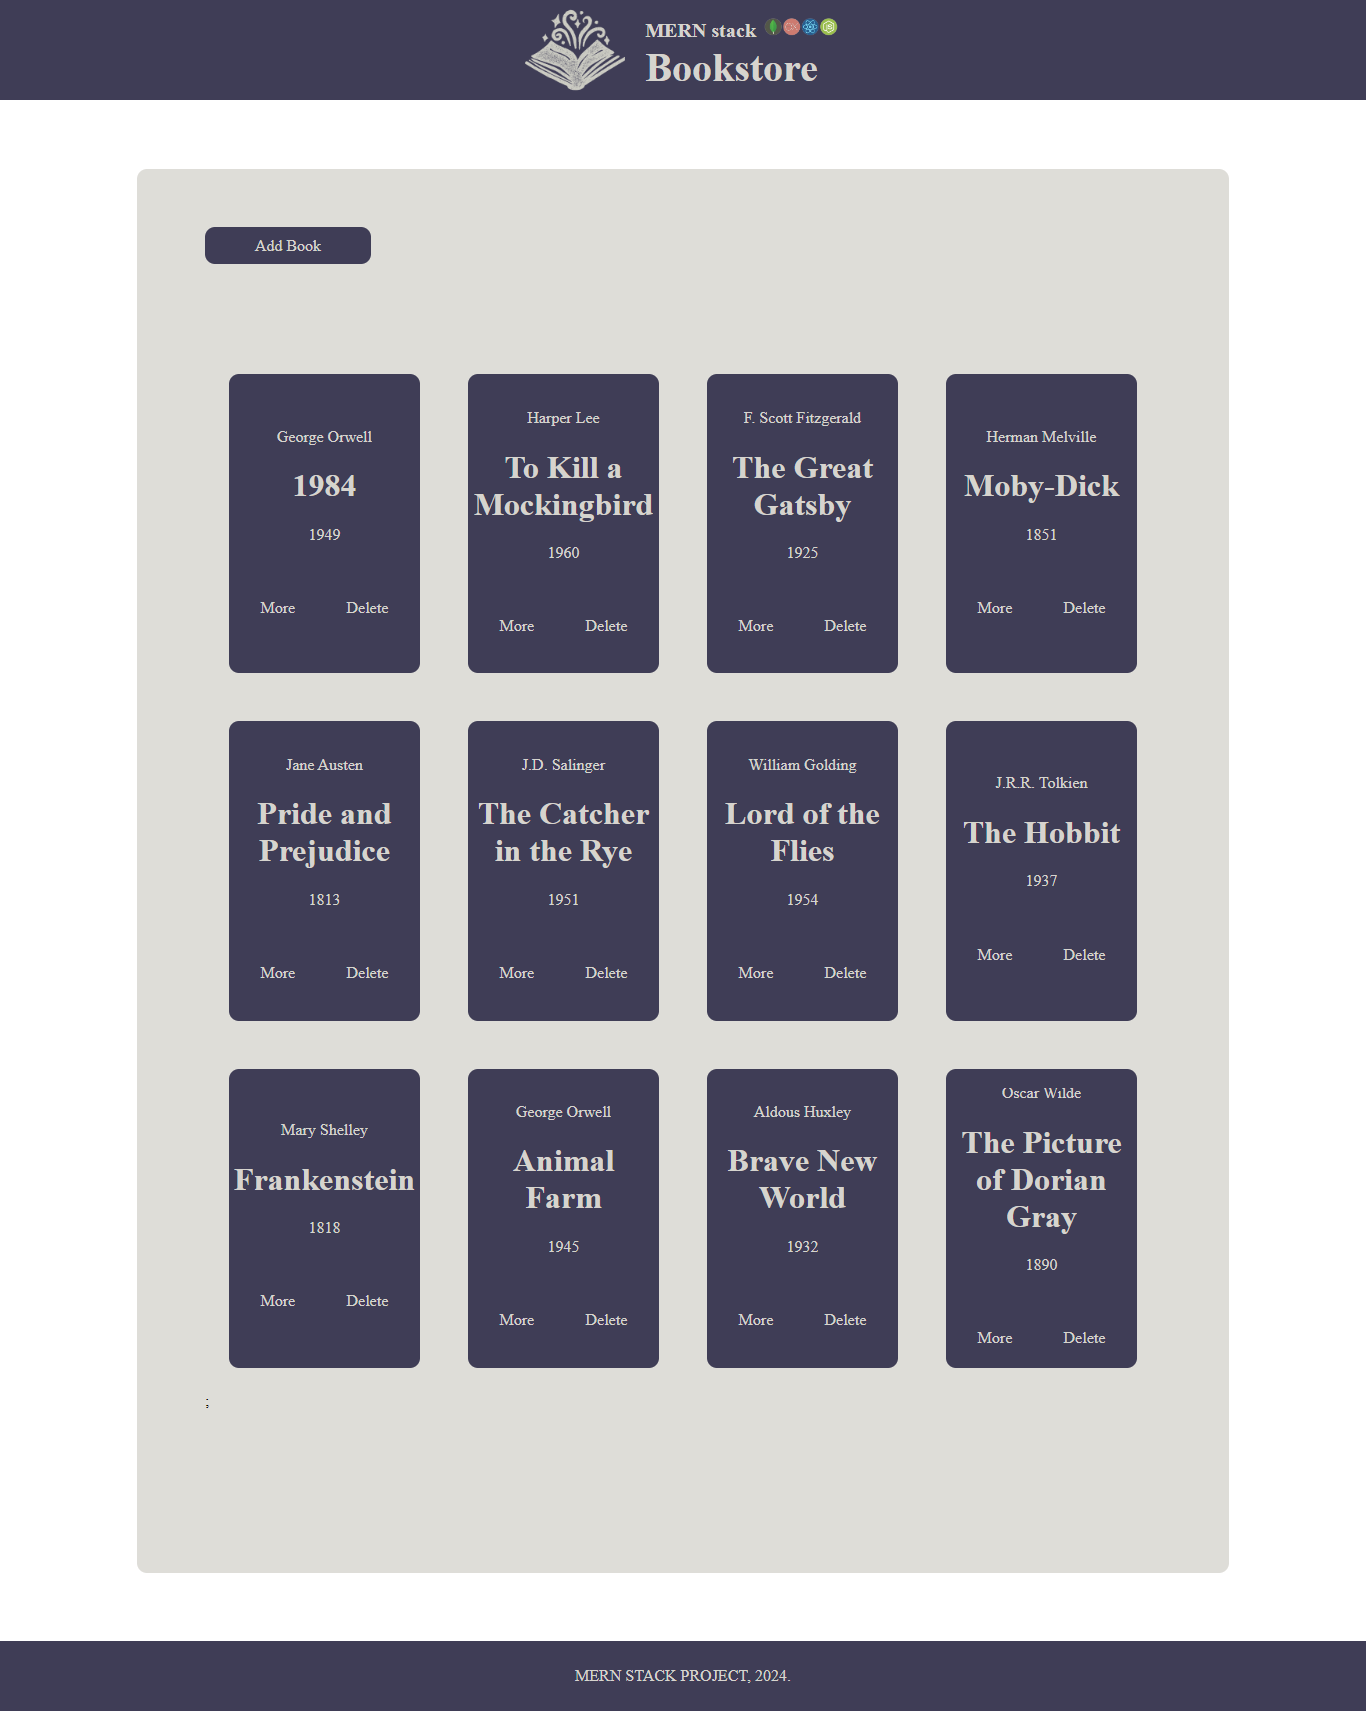 MERN stack
Bookstore
Add Book
George Orwell
1984
1949
More Delete
Harper Lee
To Kill a
Mockingbird
1960
More Delete
F. Scott Fitzgerald
The Great
Gatsby
1925
More Delete
Herman Melville
Moby-Dick
1851
More Delete
Jane Austen
Pride and
Prejudice
1813
More Delete
J.D. Salinger
The Catcher
in the Rye
1951
More Delete
William Golding
Lord of the
Flies
1954
More Delete
J.R.R. Tolkien
The Hobbit
1937
More Delete
Mary Shelley
Frankenstein
1818
More Delete
George Orwell
Animal
Farm
1945
More Delete
Aldous Huxley
Brave New
World
1932
More Delete
Oscar Wilde
The Picture
of Dorian
Gray
1890
More Delete
;
MERN STACK PROJECT, 2024.